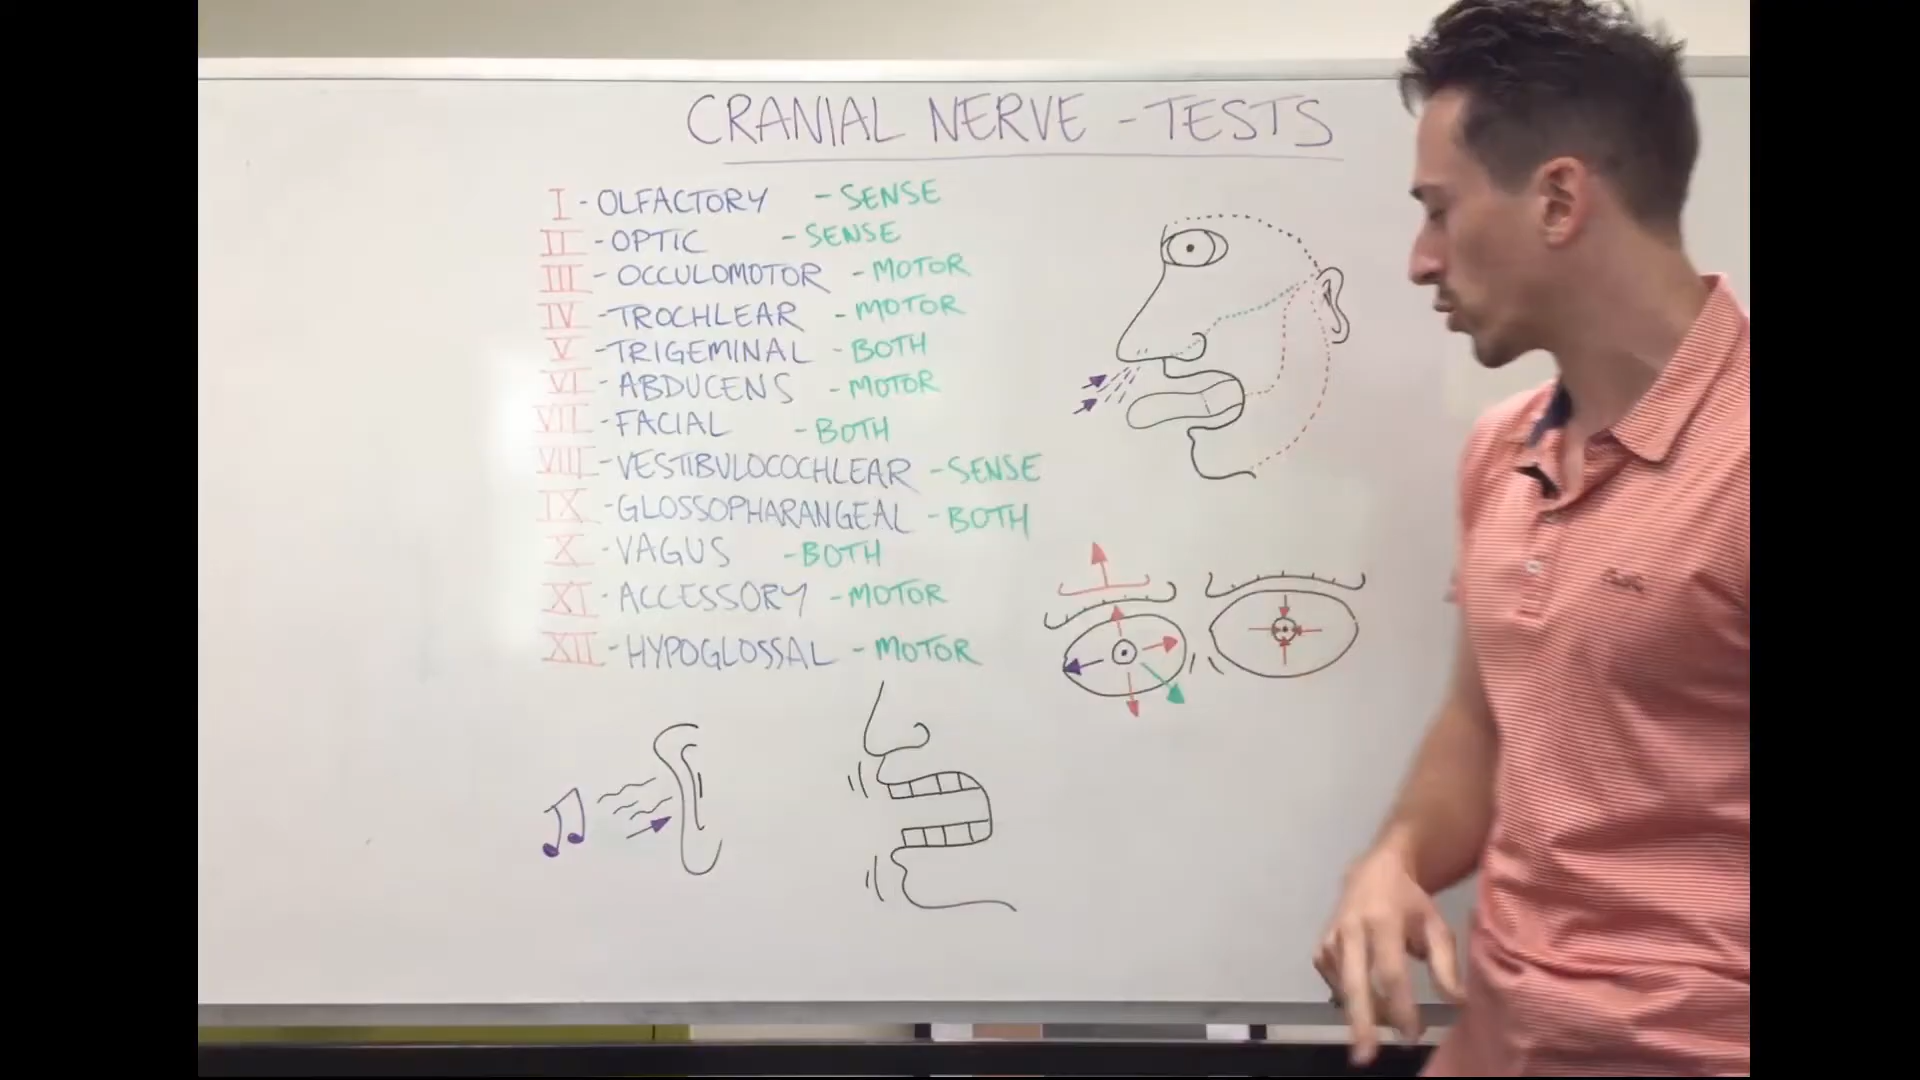 CRANIAL NERVE - TESTS
I - OLFACTORY - SENSE
II - OPTIC - SENSE
III - OCCULOMOTOR - MOTOR
IV - TROCHLEAR - MOTOR
V - TRIGEMINAL - BOTH
VI - ABDUCENS - MOTOR
VII - FACIAL - BOTH
VIII - VESTIBULOCOCHLEAR - SENSE
IX - GLOSSOPHARANGEAL - BOTH
X - VAGUS - BOTH
XI - ACCESSORY - MOTOR
XII - HYPOGLOSSAL - MOTOR